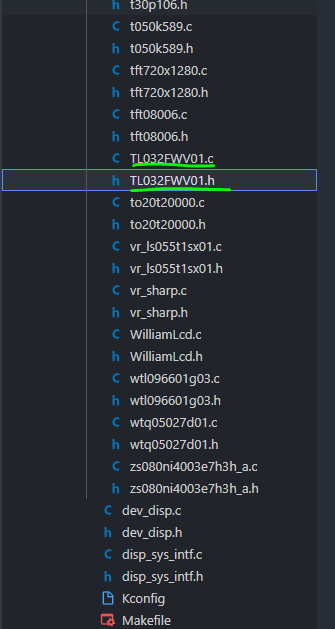 h t30p106.h
C t050k589.c
h t050k589.h
C tft720x1280.c
h tft720x1280.h
C tft08006.c
h tft08006.h
C TL032FWV01.c
h TL032FWV01.h
C to20t20000.c
h to20t20000.h
C vr_ls055t1sx01.c
h vr_ls055t1sx01.h
C vr_sharp.c
h vr_sharp.h
C WilliamLcd.c
h WilliamLcd.h
C wtl096601g03.c
h wtl096601g03.h
C wtq05027d01.c
h wtq05027d01.h
C zs080ni4003e7h3h_a.c
h zs080ni4003e7h3h_a.h
C dev_disp.c
h dev_disp.h
C disp_sys_intf.c
h disp_sys_intf.h
Kconfig
Makefile